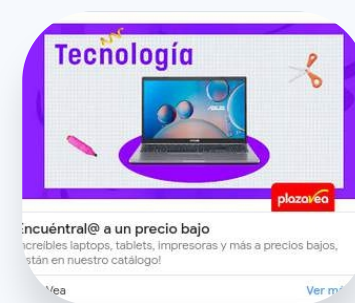 Tecnología
ASUS
plazavea
ncuéntral@ a un precio bajo
ncreíbles laptops, tablets, impresoras y más a precios bajos,
stán en nuestro catálogo!
Vea
Ver m